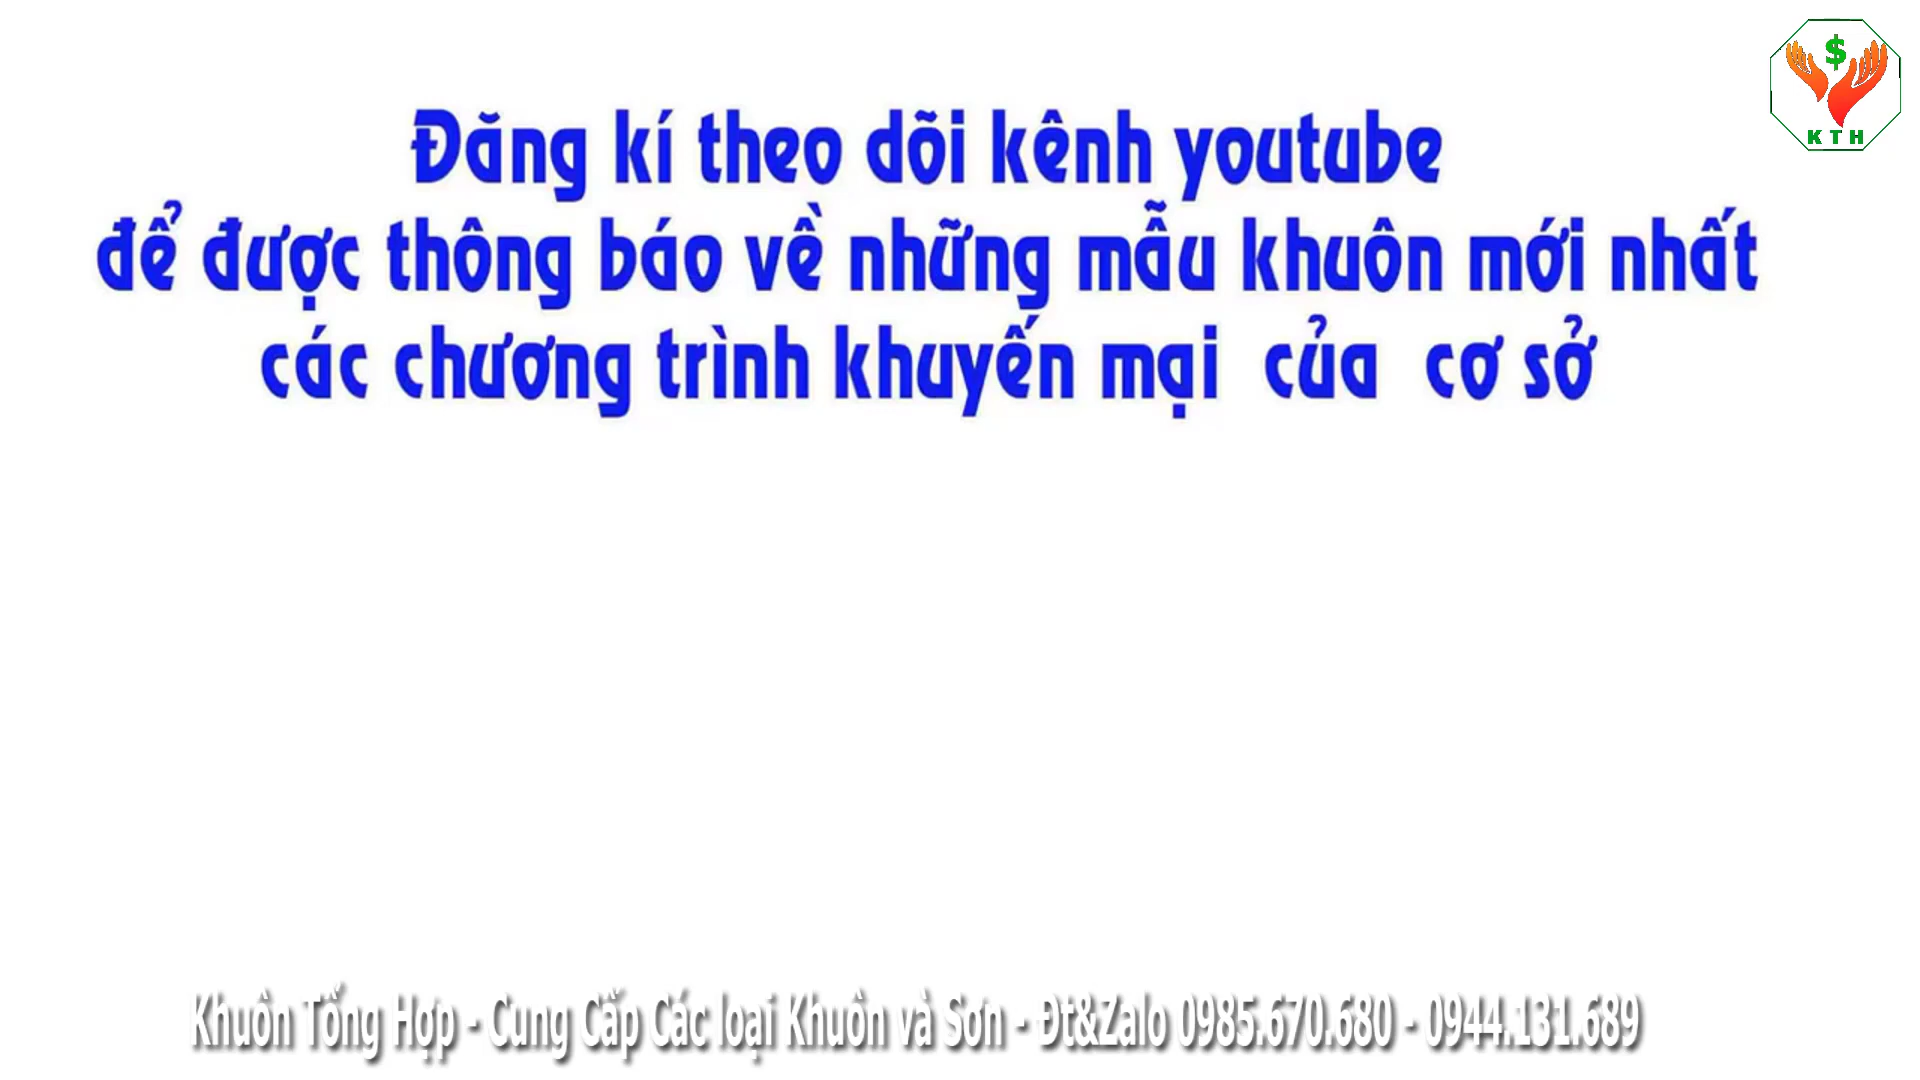 $
KTH
Đăng kí theo dõi kênh youtube
để được thông báo về những mẫu khuôn mới nhất
các chương trình khuyến mại của cơ sở
Khuôn Tổng Hợp - Cung Cấp Các loại Khuôn và Sơn - Đt&Zalo 0985.670.680 - 0944.131.689